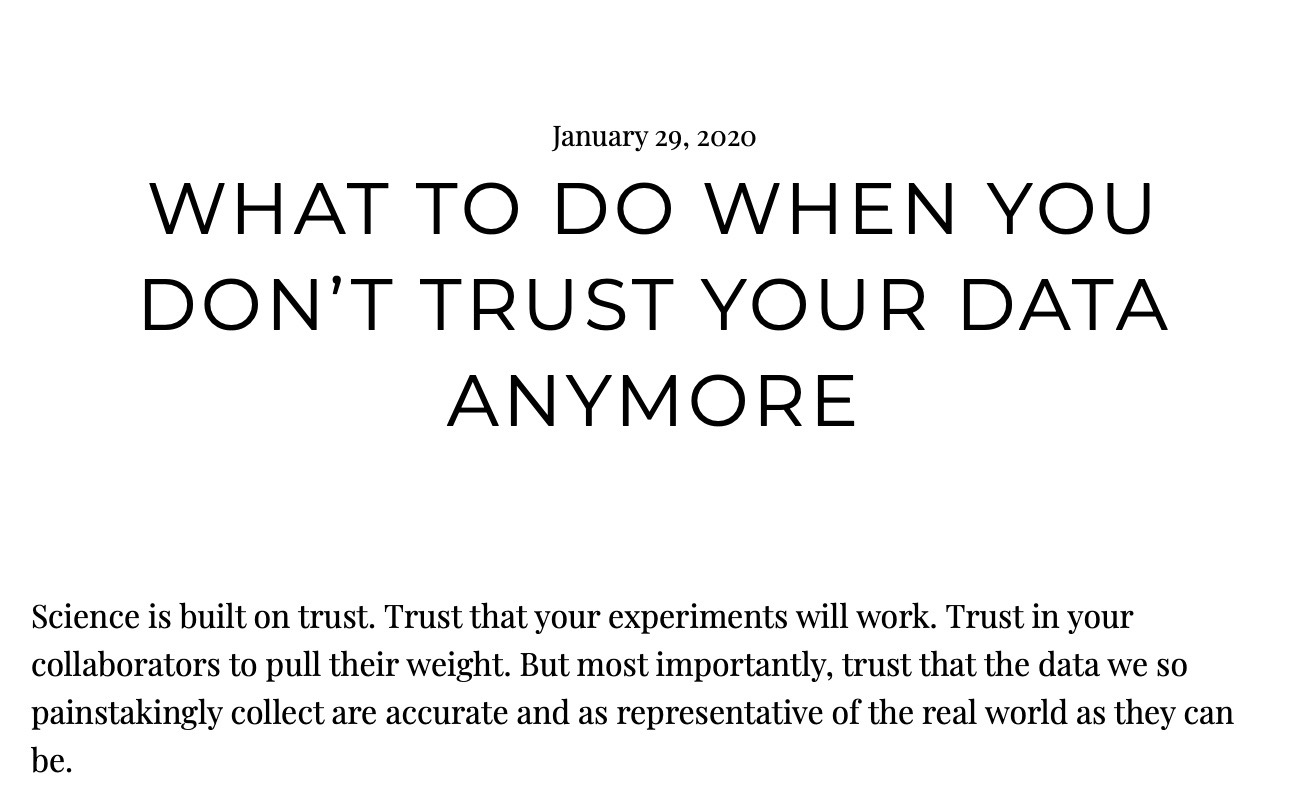 January 29, 2020
WHAT TO DO WHEN YOU
DON’T TRUST YOUR DATA
ANYMORE
Science is built on trust. Trust that your experiments will work. Trust in your
collaborators to pull their weight. But most importantly, trust that the data we so
painstakingly collect are accurate and as representative of the real world as they can
be.